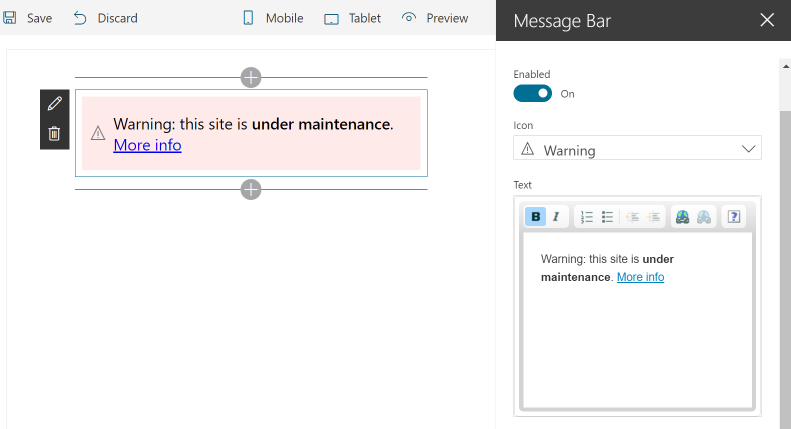 Save Discard Mobile Tablet Preview
Message Bar
Warning: this site is under maintenance.
More info
Enabled
On
Icon
Warning
Text
B I ?
Warning: this site is under
maintenance. More info